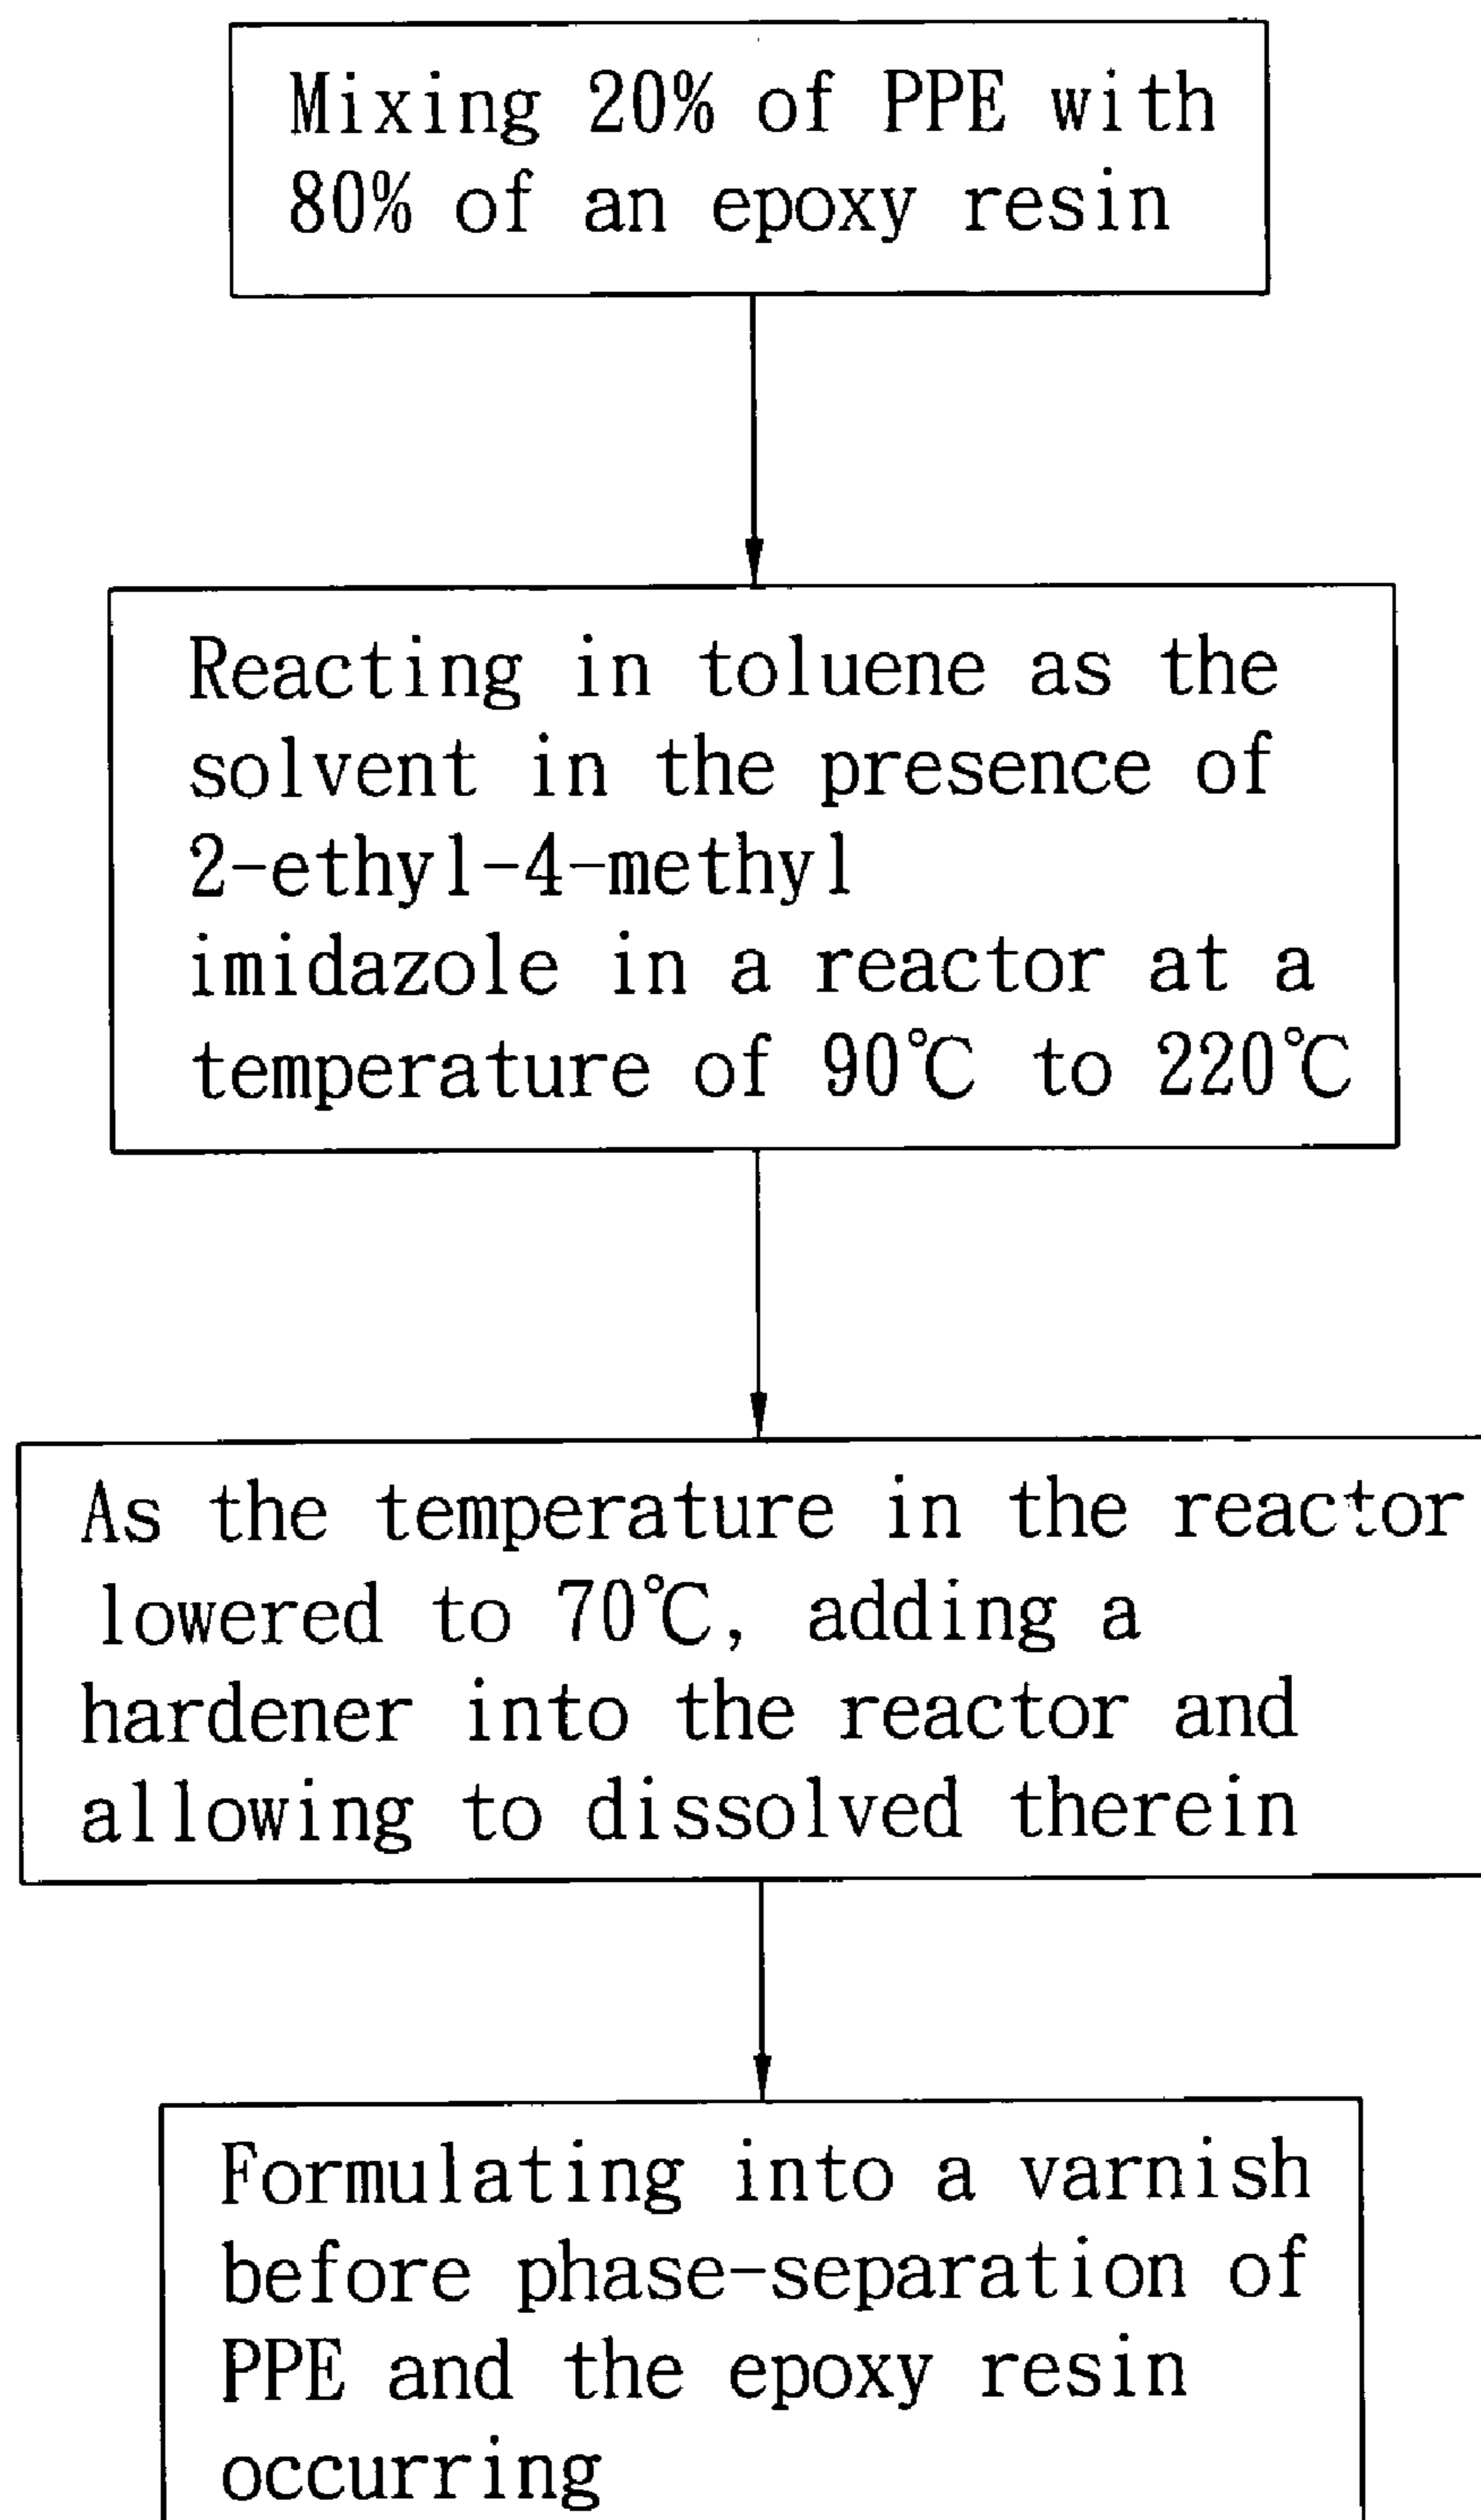 Mixing 20% of PPE with
80% of an epoxy resin
Reacting in toluene as the
solvent in the presence of
2-ethyl-4-methyl
imidazole in a reactor at a
temperature of 90℃ to 220℃
As the temperature in the reactor
lowered to 70℃, adding a
hardener into the reactor and
allowing to dissolved therein
Formulating into a varnish
before phase-separation of
PPE and the epoxy resin
occurring